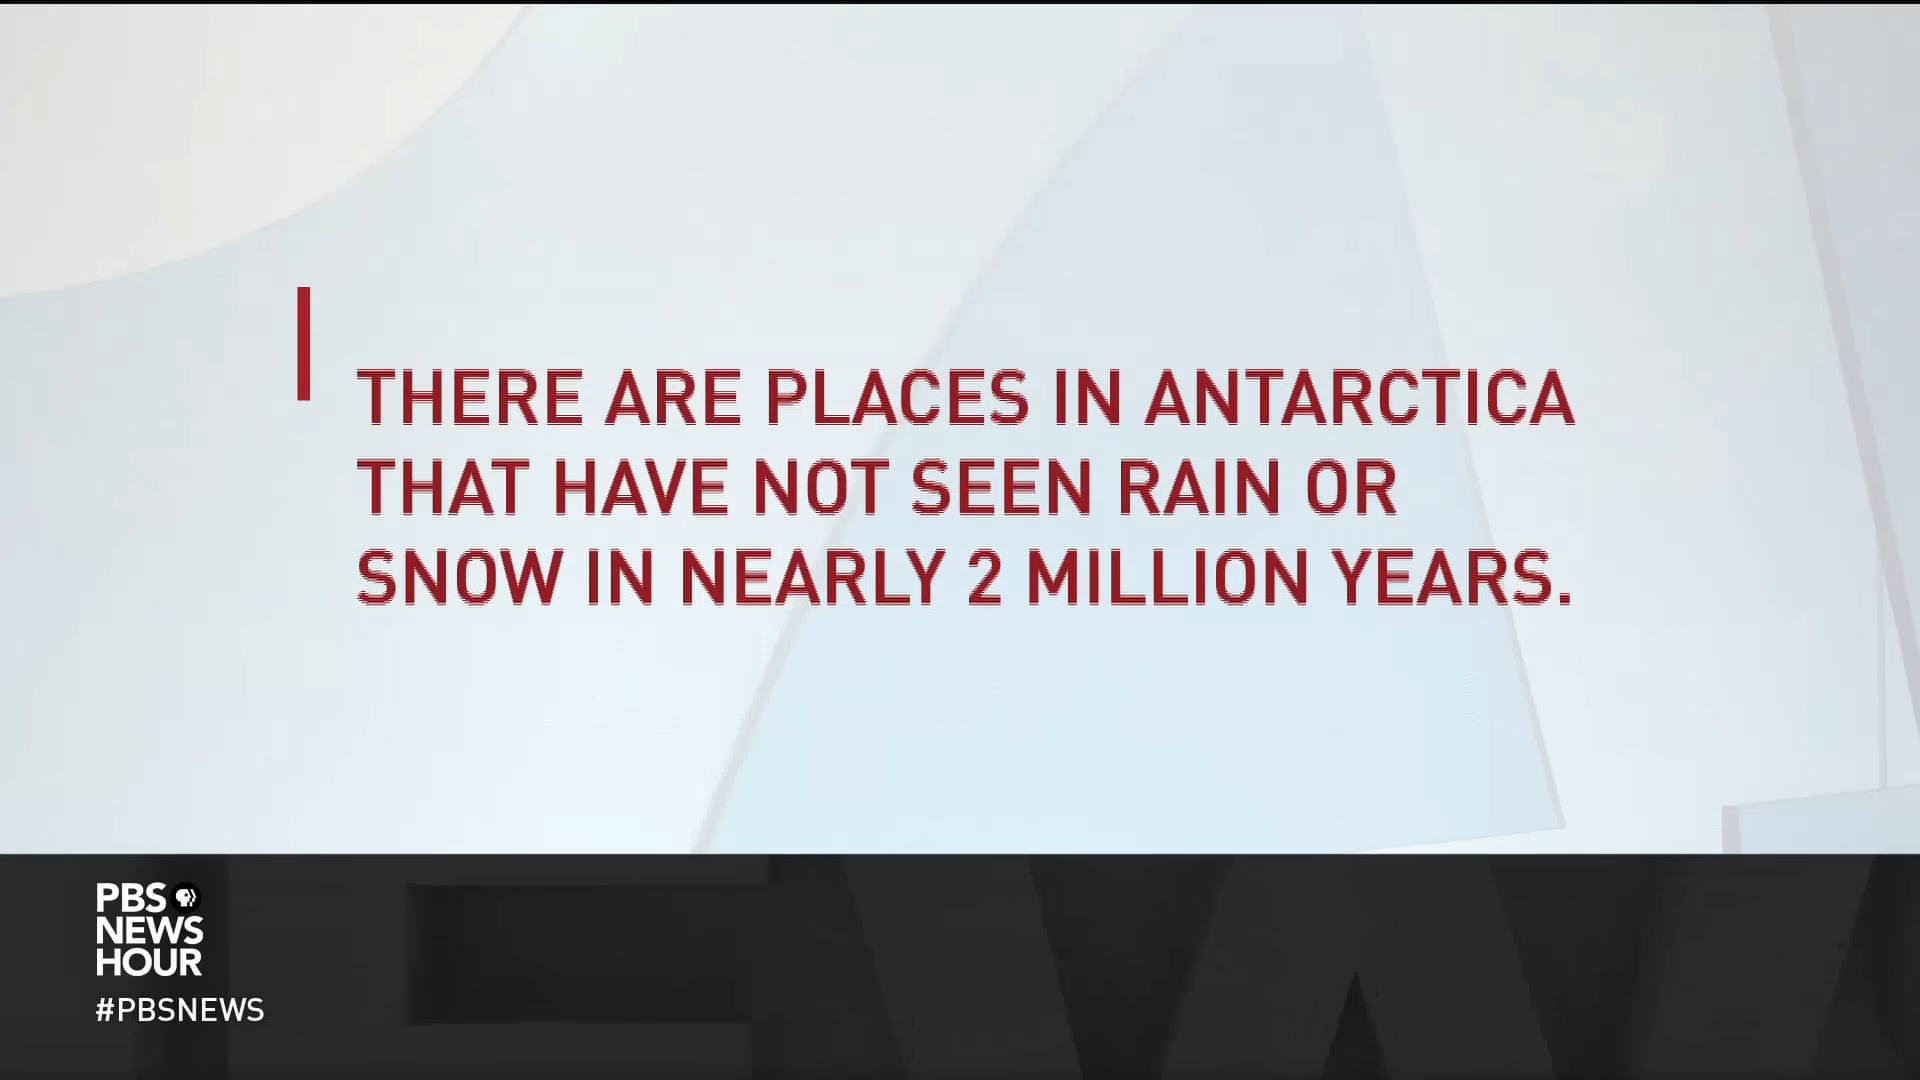 THERE ARE PLACES IN ANTARCTICA
THAT HAVE NOT SEEN RAIN OR
SNOW IN NEARLY 2 MILLION YEARS.
PBS
NEWS
HOUR
#PBSNEWS